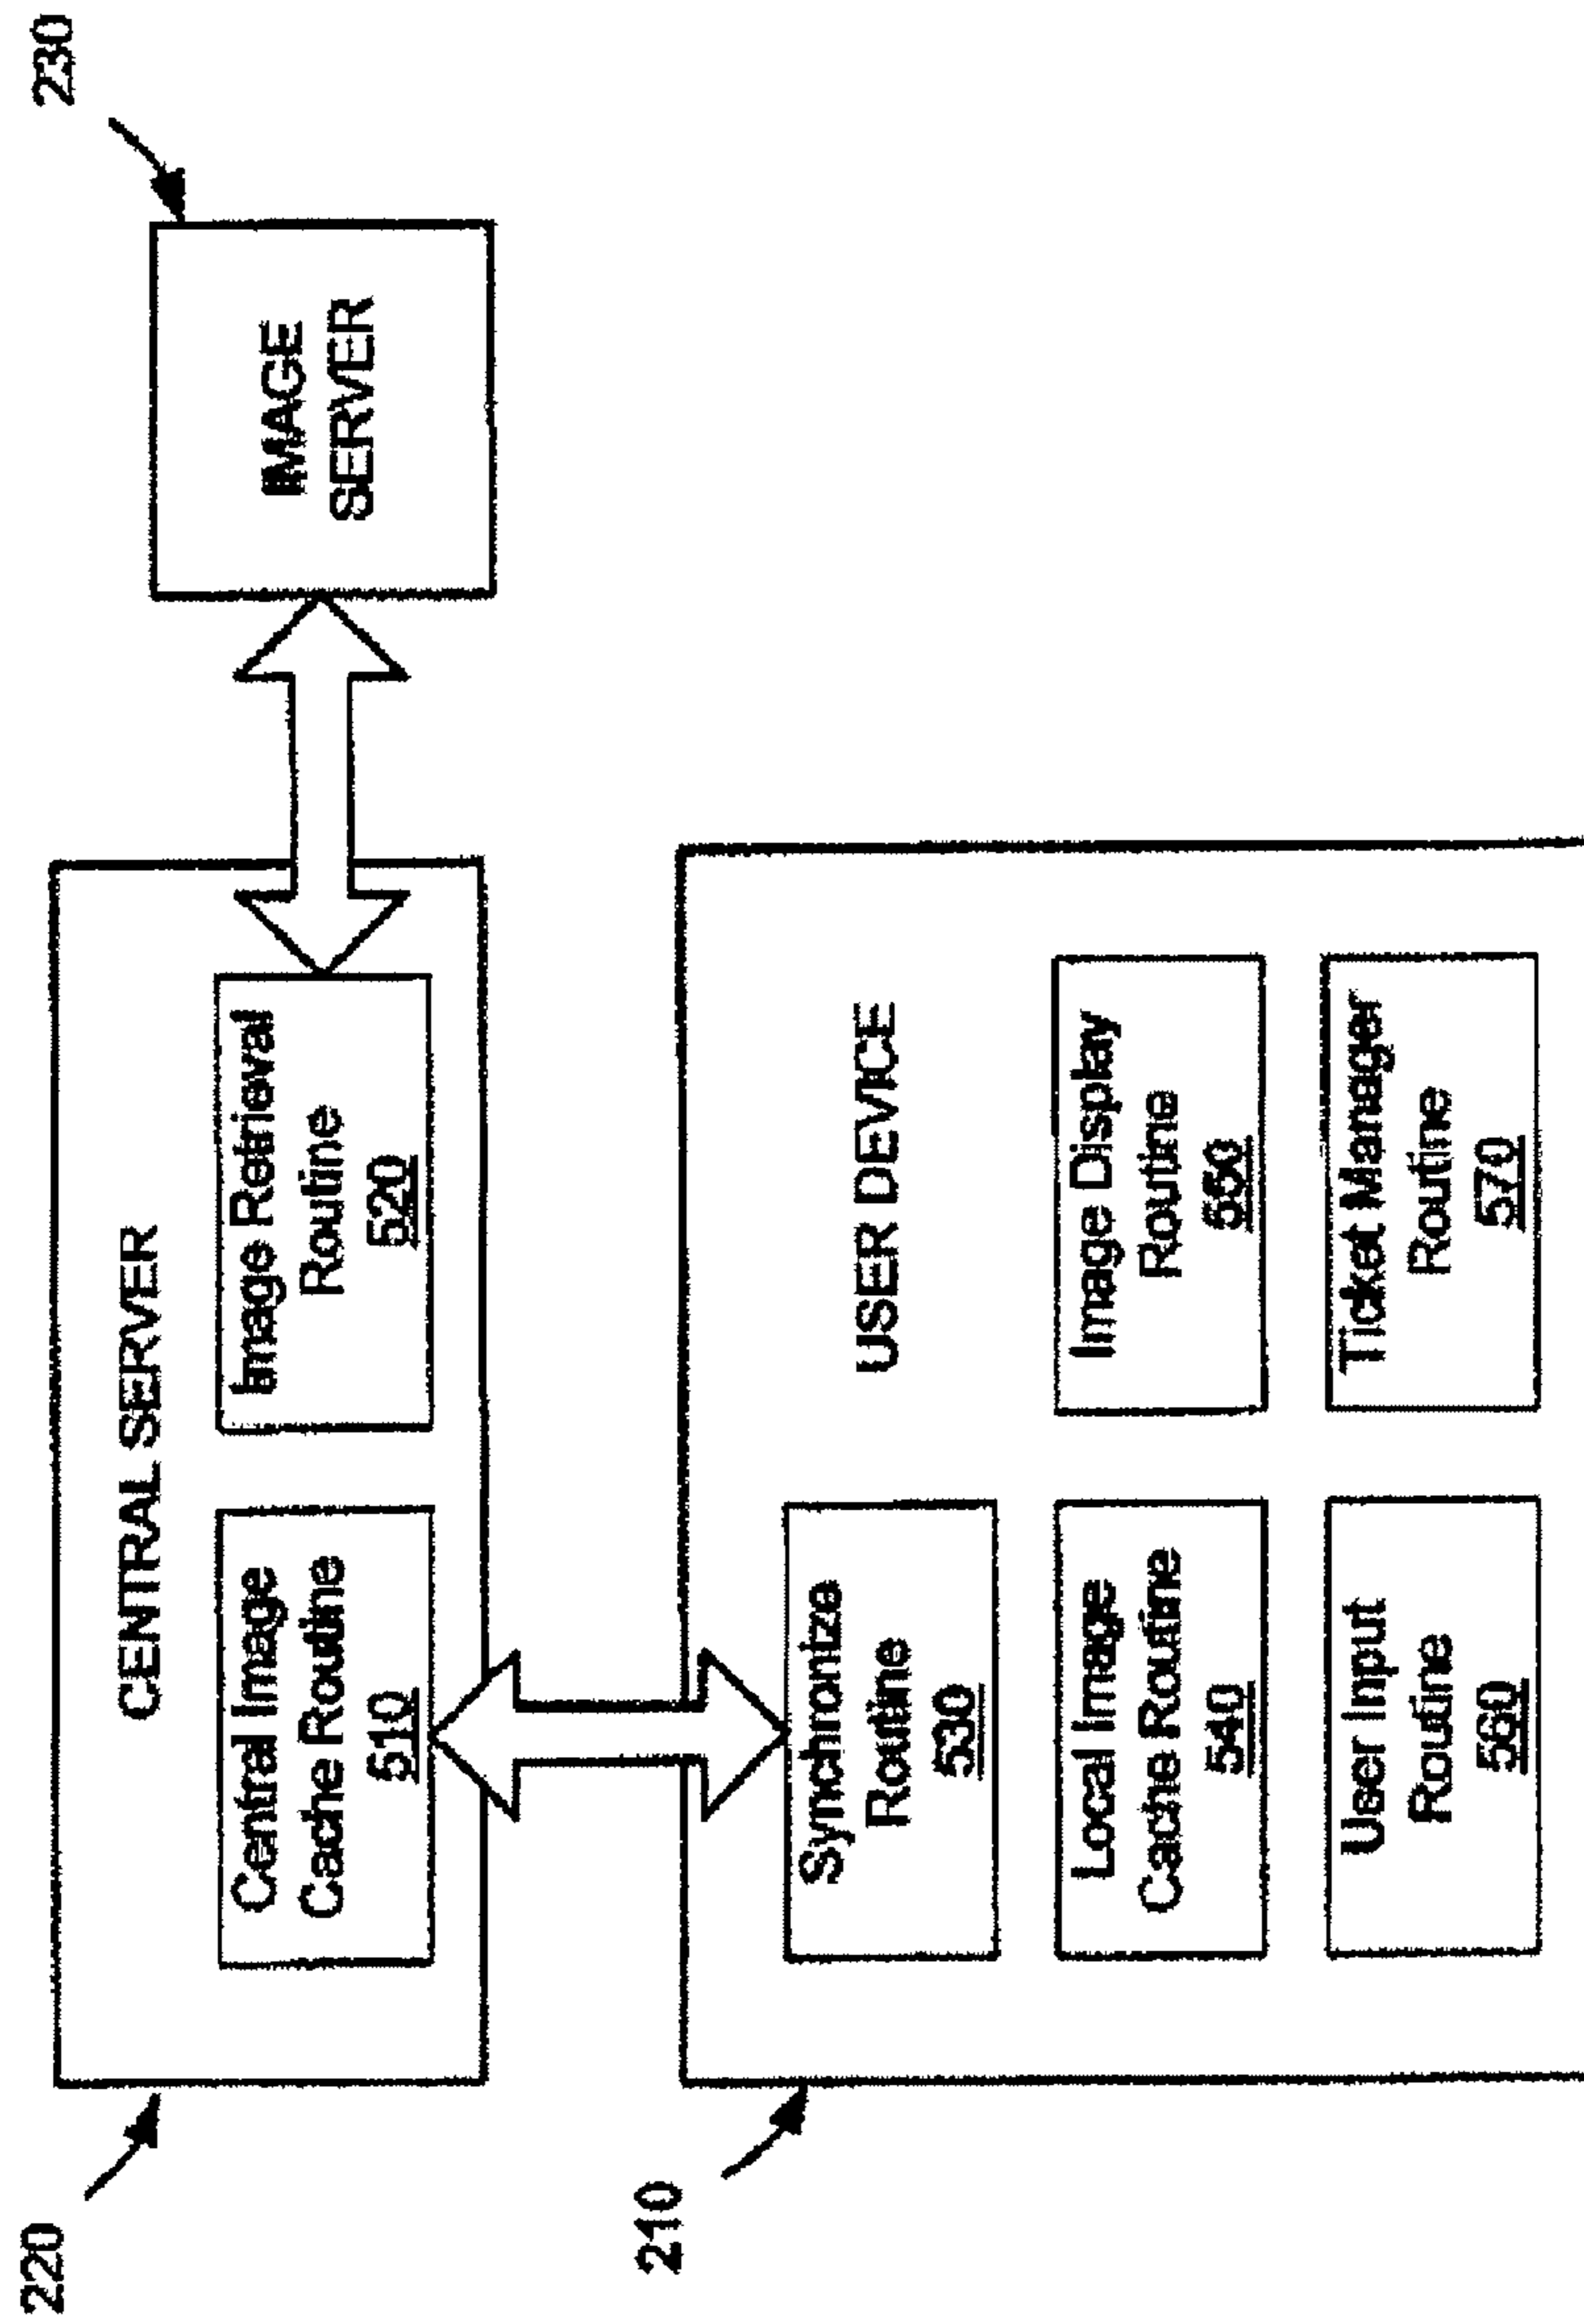 220
CENTRAL SERVER
230
Central Image
Cache Routine
510
Image Retrieval
Routine
520
IMAGE
SERVER
210
USER DEVICE
Synchronize
Routine
530
Local Image
Cache Routine
540
Image Display
Routine
550
User Input
Routine
560
Ticket Manager
Routine
570